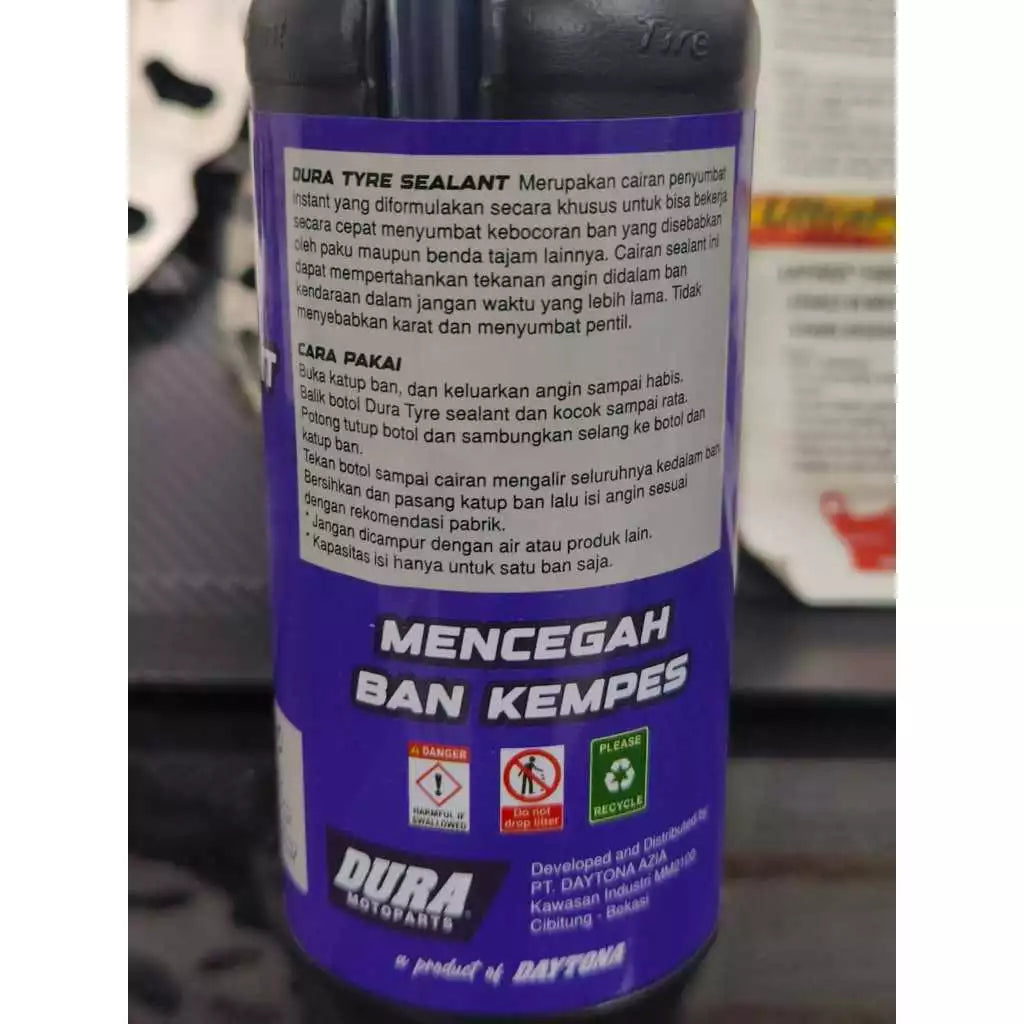 Tire
DURA TYRE SEALANT Merupakan cairan penyumbat
instant yang diformulakan secara khusus untuk bisa bekerja
secara cepat menyumbat kebocoran ban yang disebabkan
oleh paku maupun benda tajam lainnya. Cairan sealant ini
dapat mempertahankan tekanan angin didalam ban
kendaraan dalam jangan waktu yang lebih lama. Tidak
menyebabkan karat dan menyumbat pentil.
CARA PAKAI
Buka katup ban, dan keluarkan angin sampai habis.
Balik botol Dura Tyre sealant dan kocok sampai rata.
Potong tutup botol dan sambungkan selang ke botol dan
katup ban.
Tekan botol sampai cairan mengalir seluruhnya kedalam ban
Bersihkan dan pasang katup ban lalu isi angin sesuai
dengan rekomendasi pabrik.
* Jangan dicampur dengan air atau produk lain.
* Kapasitas isi hanya untuk satu ban saja.
MENCEGAH
BAN KEMPES
DANGER
HARMFUL IF
SWALLOWED
Do not
drop litter
PLEASE
RECYCLE
DURA
MOTOPARTS
Developed and Distributed by
PT. DAYTONA AZIA
Kawasan Industri MM2100
Cibitung - Bekasi
a product of DAYTONA